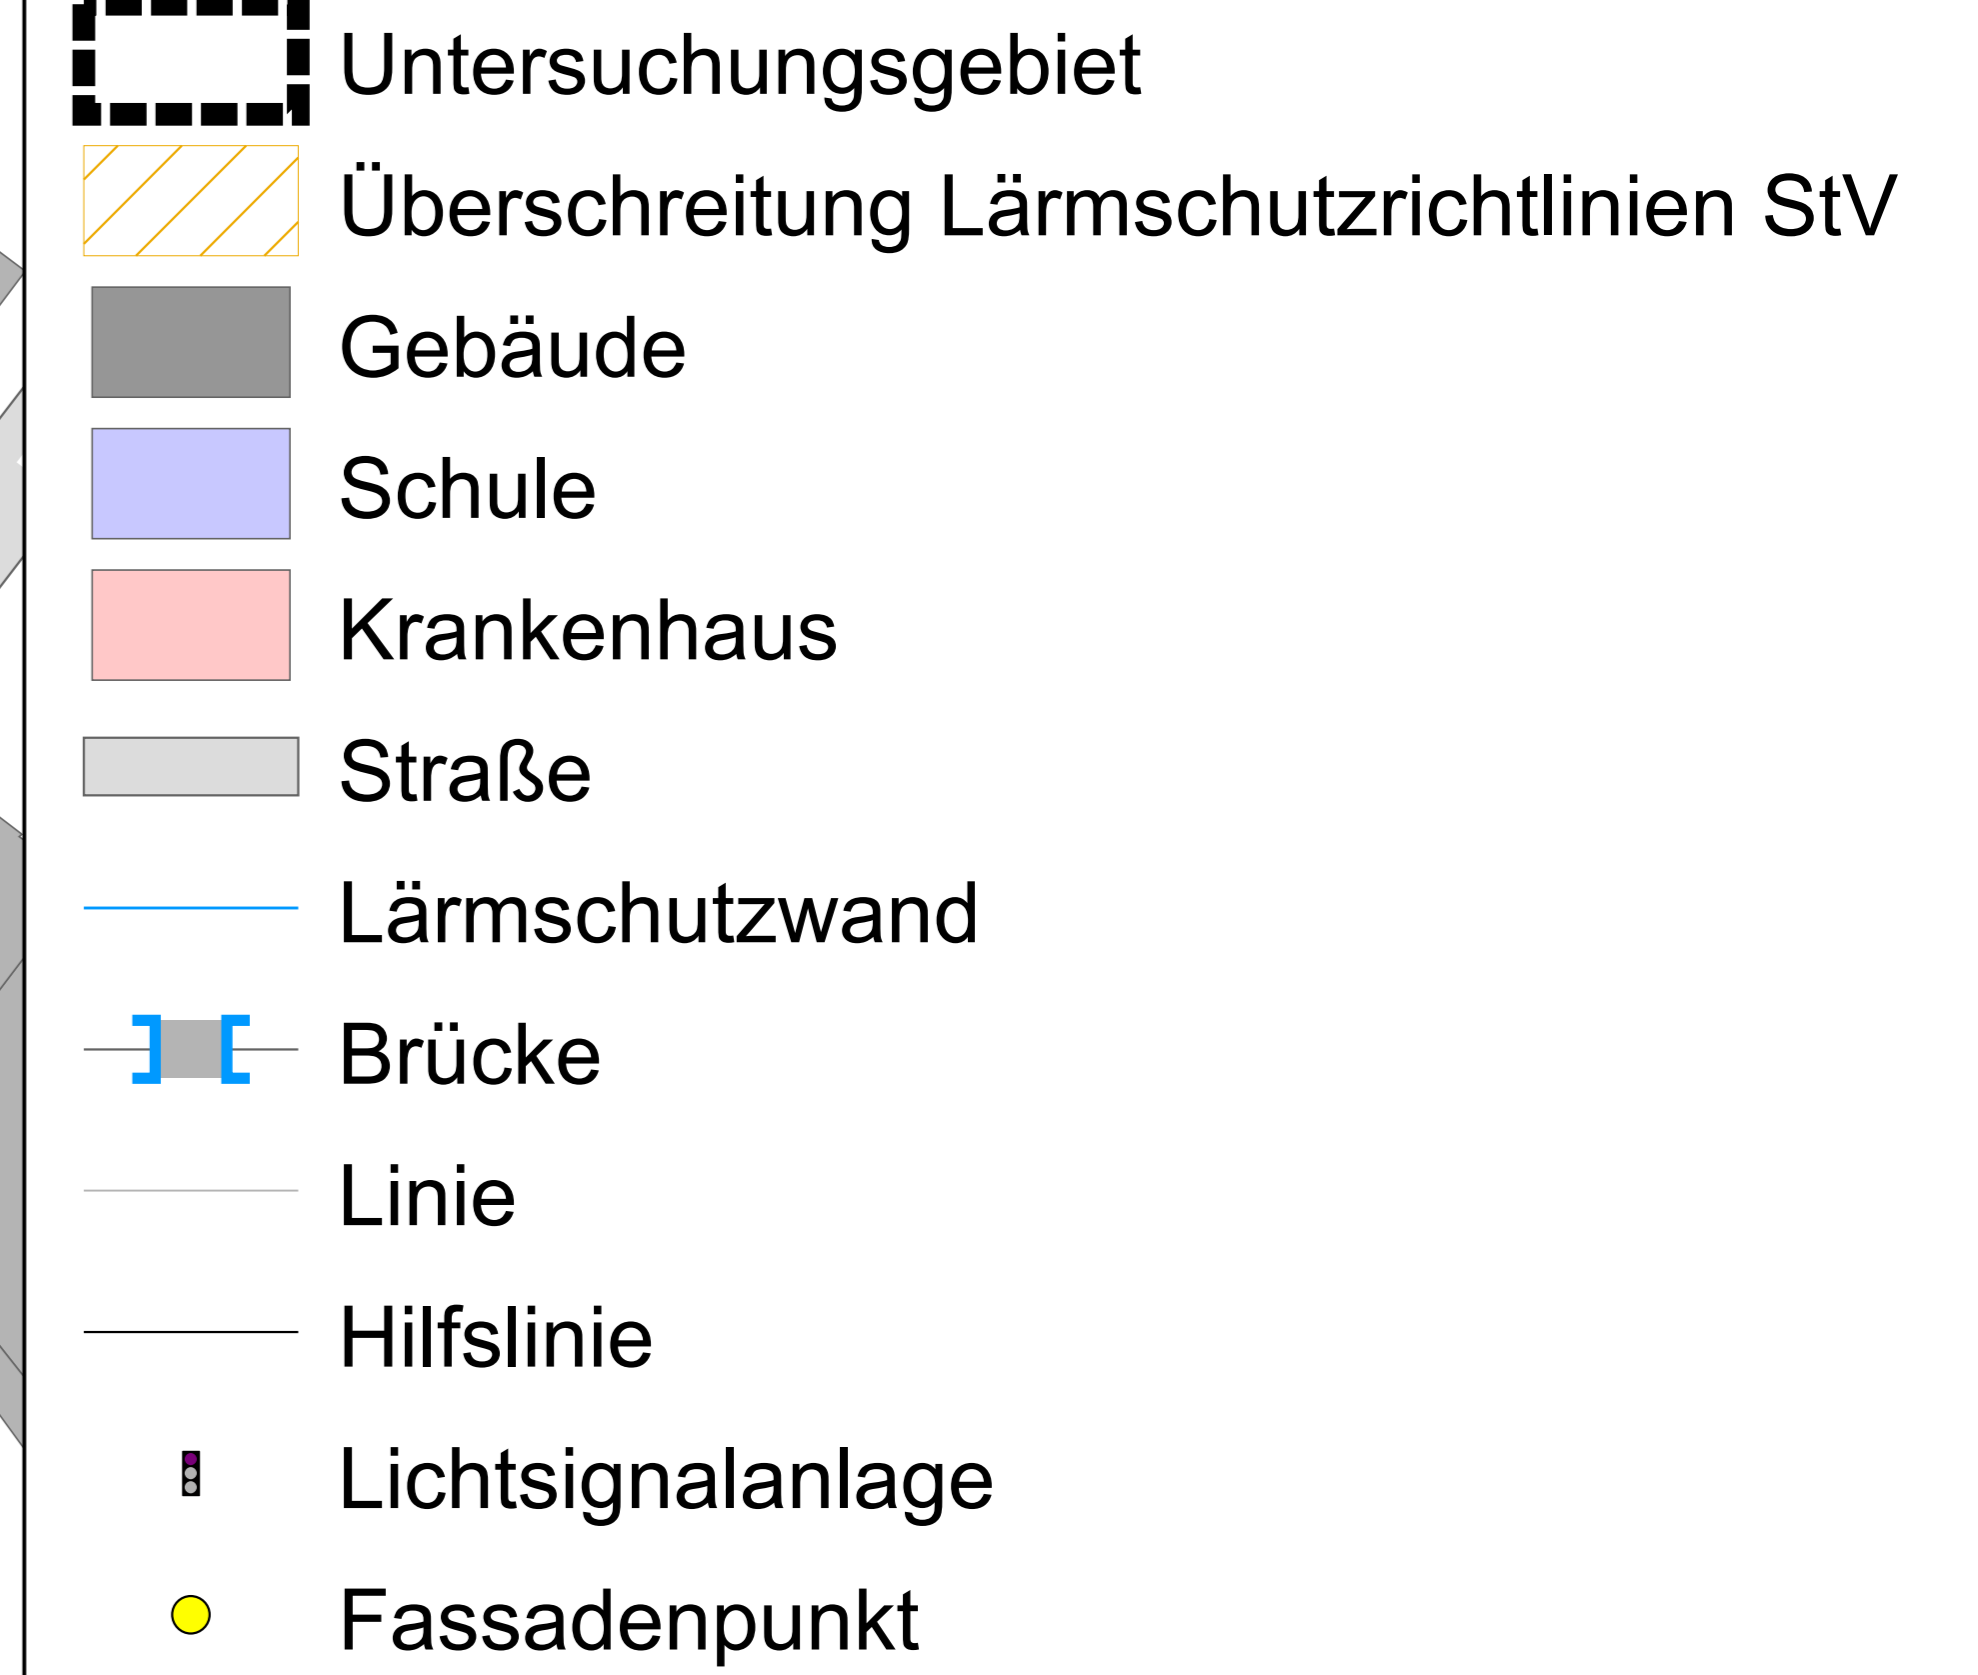 Untersuchungsgebiet
Überschreitung Lärmschutzrichtlinien StV
Gebäude
Schule
Krankenhaus
Straße
Lärmschutzwand
Brücke
Linie
Hilfslinie
Lichtsignalanlage
Fassadenpunkt